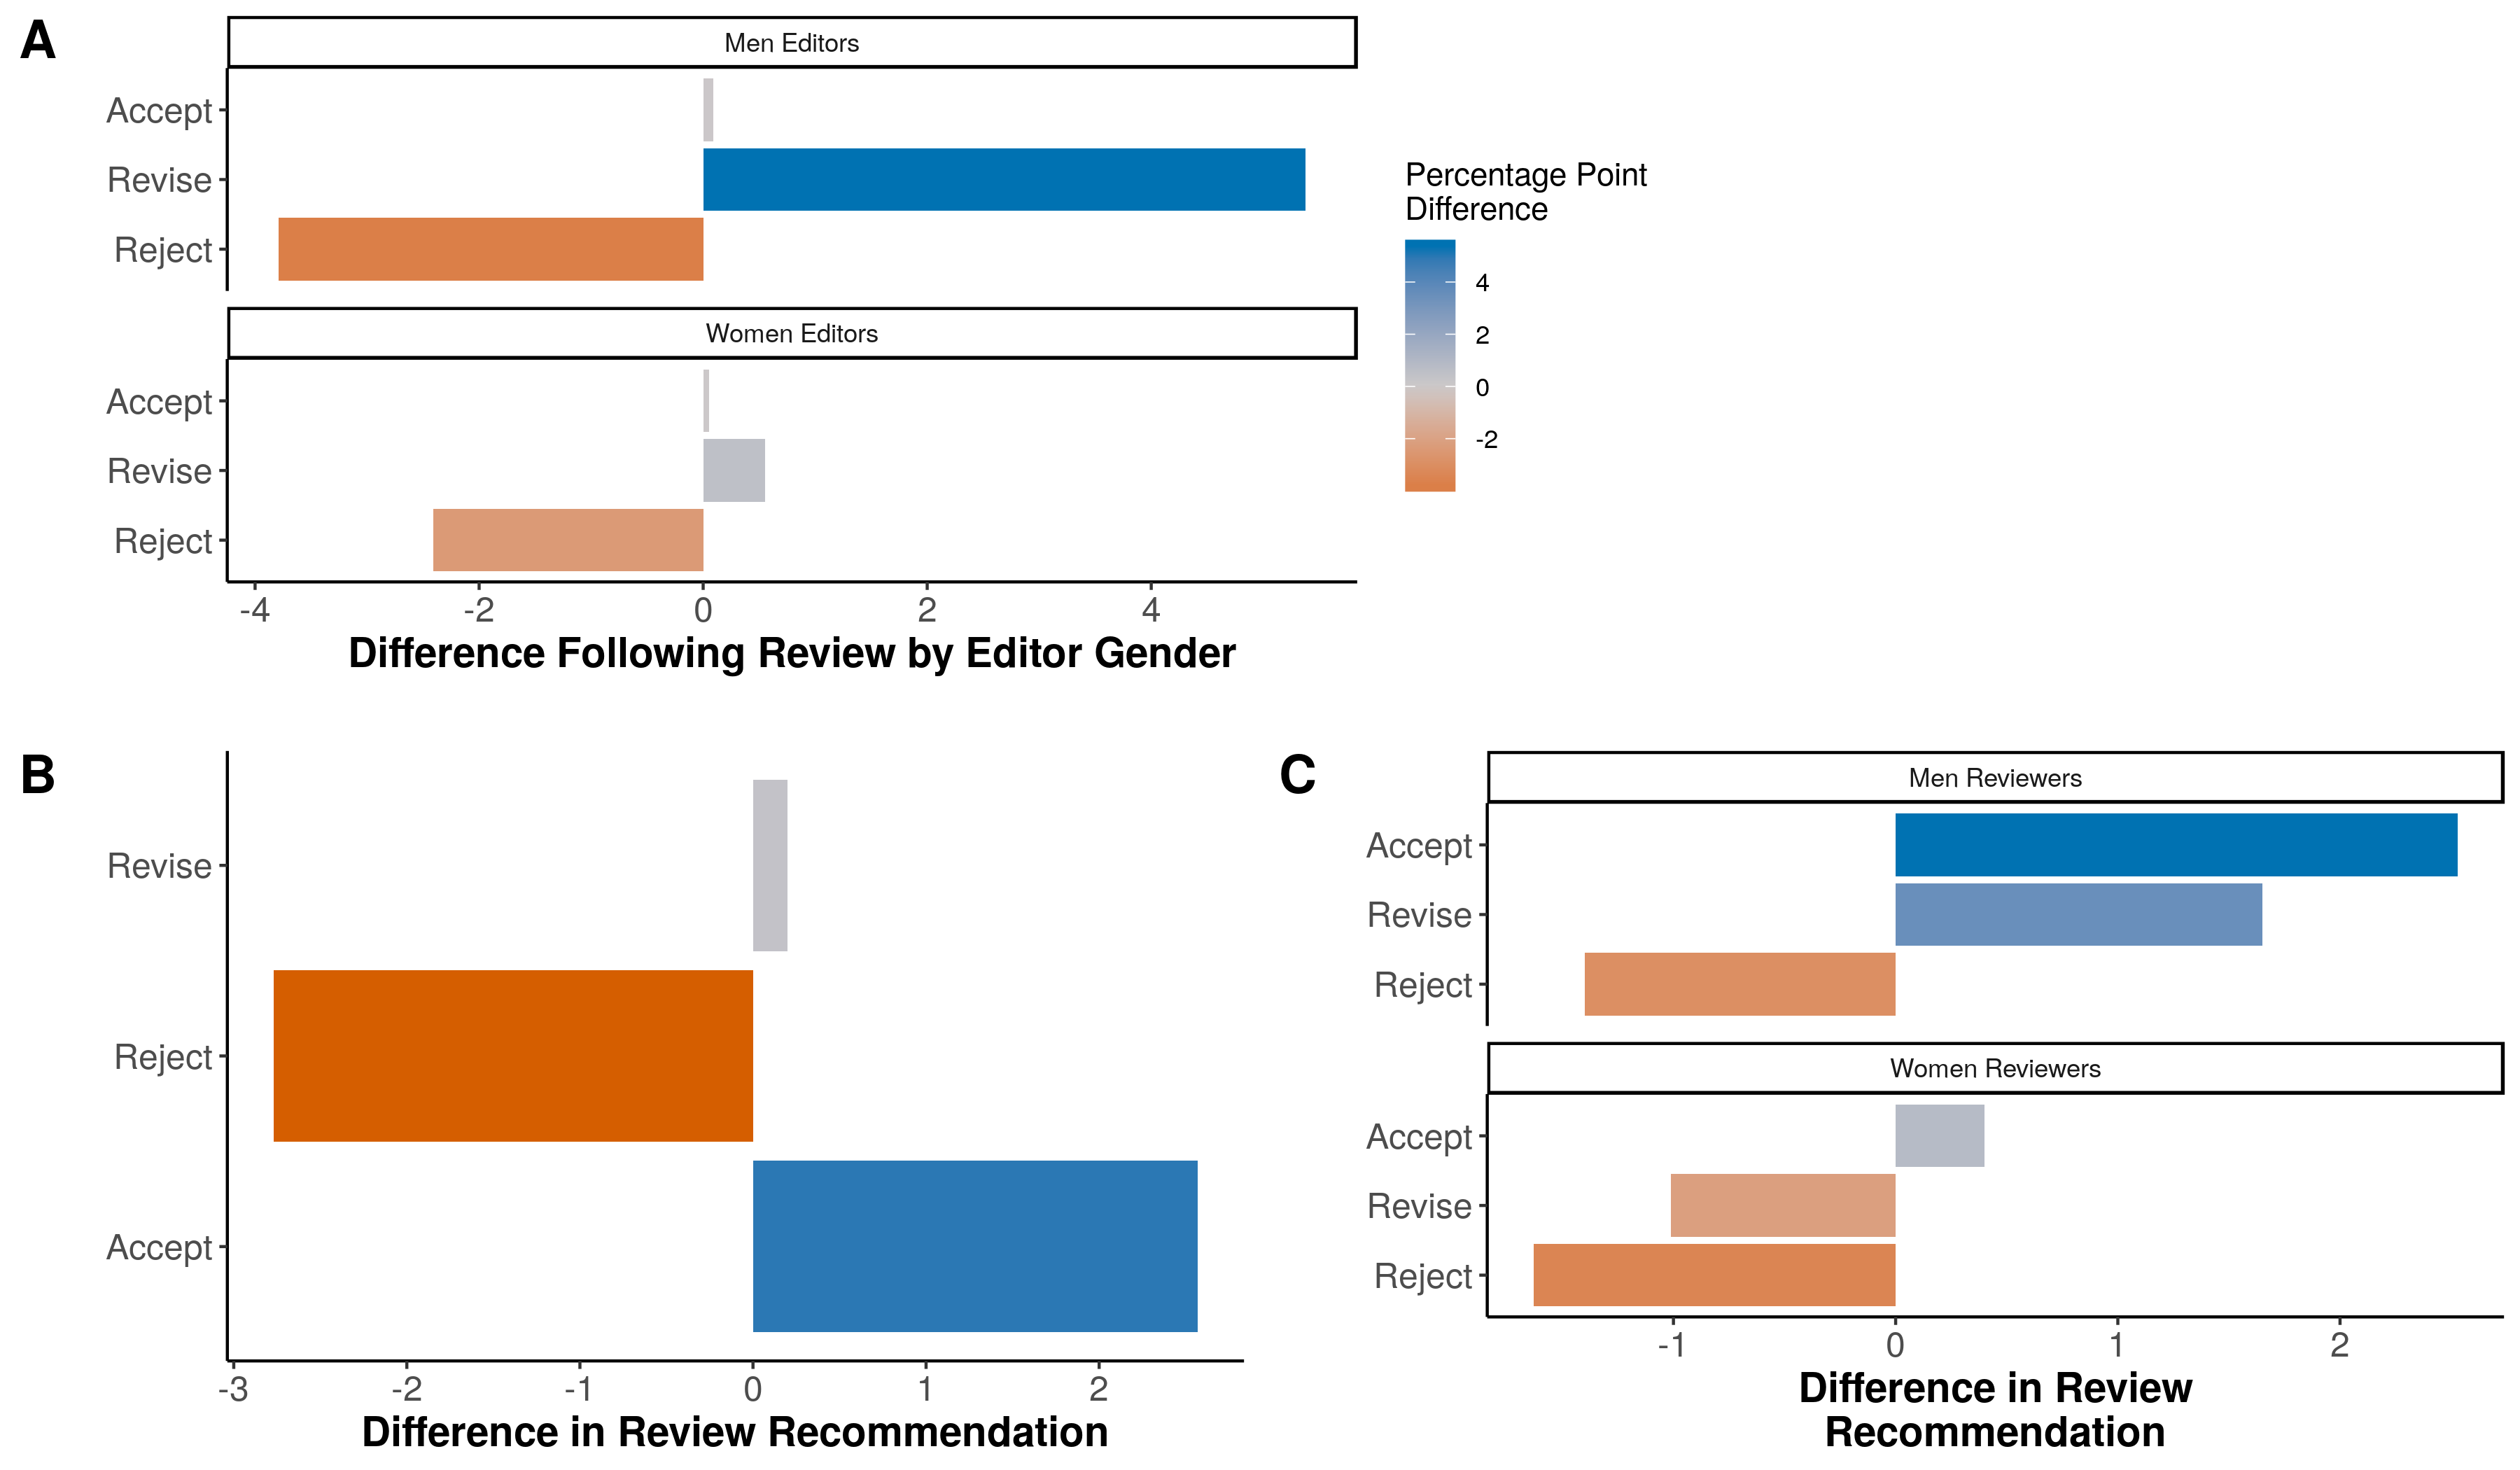 A
Men Editors
Accept
Revise
Reject
Women Editors
Accept
Revise
Reject
-4 -2 0 2 4
Difference Following Review by Editor Gender
Percentage Point
Difference
4
2
0
-2
B
Revise
Reject
Accept
-3 -2 -1 0 1 2
Difference in Review Recommendation
C
Men Reviewers
Accept
Revise
Reject
Women Reviewers
Accept
Revise
Reject
-1 0 1 2
Difference in Review
Recommendation